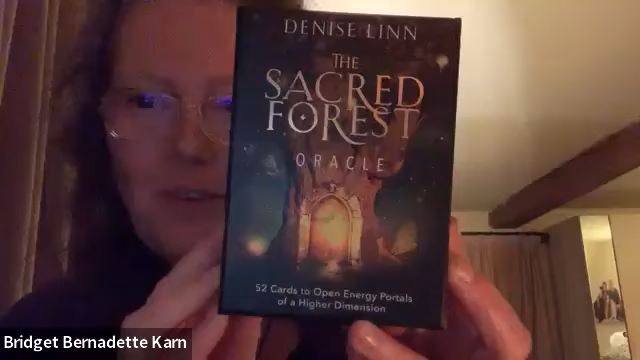 DENISE LINN
THE
SACRED
FOREST
ORACLE
52 Cards to Open Energy Portals
of a Higher Dimension
Bridget Bernadette Karn